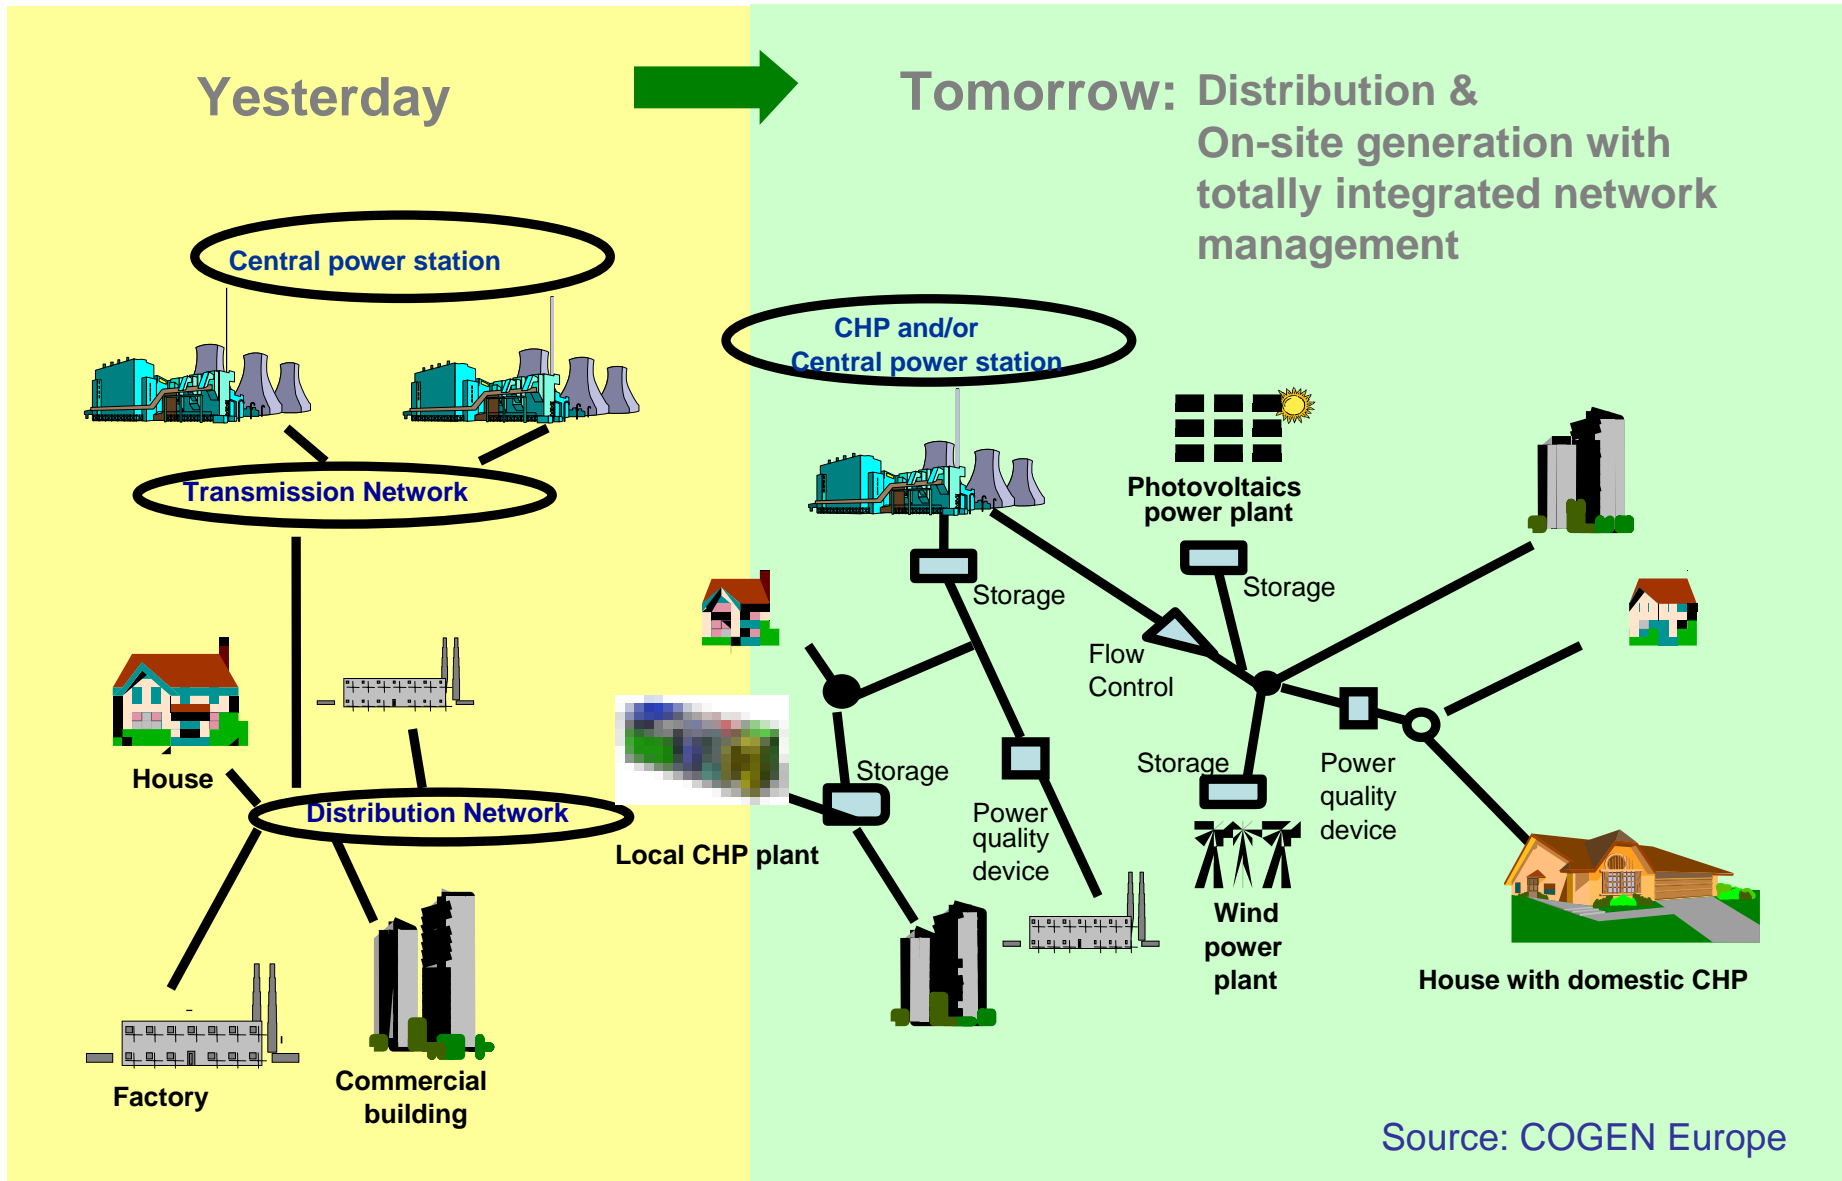 Yesterday
Tomorrow:
Distribution &
On-site generation with
totally integrated network
management
Central power station
Transmission Network
House
Distribution Network
Factory
Commercial
building
CHP and/or
Central power station
Photovoltaics
power plant
Storage
Storage
Flow
Control
Storage
Local CHP plant
Power
quality
device
Storage
Power
quality
device
Wind
power
plant
House with domestic CHP
Source: COGEN Europe